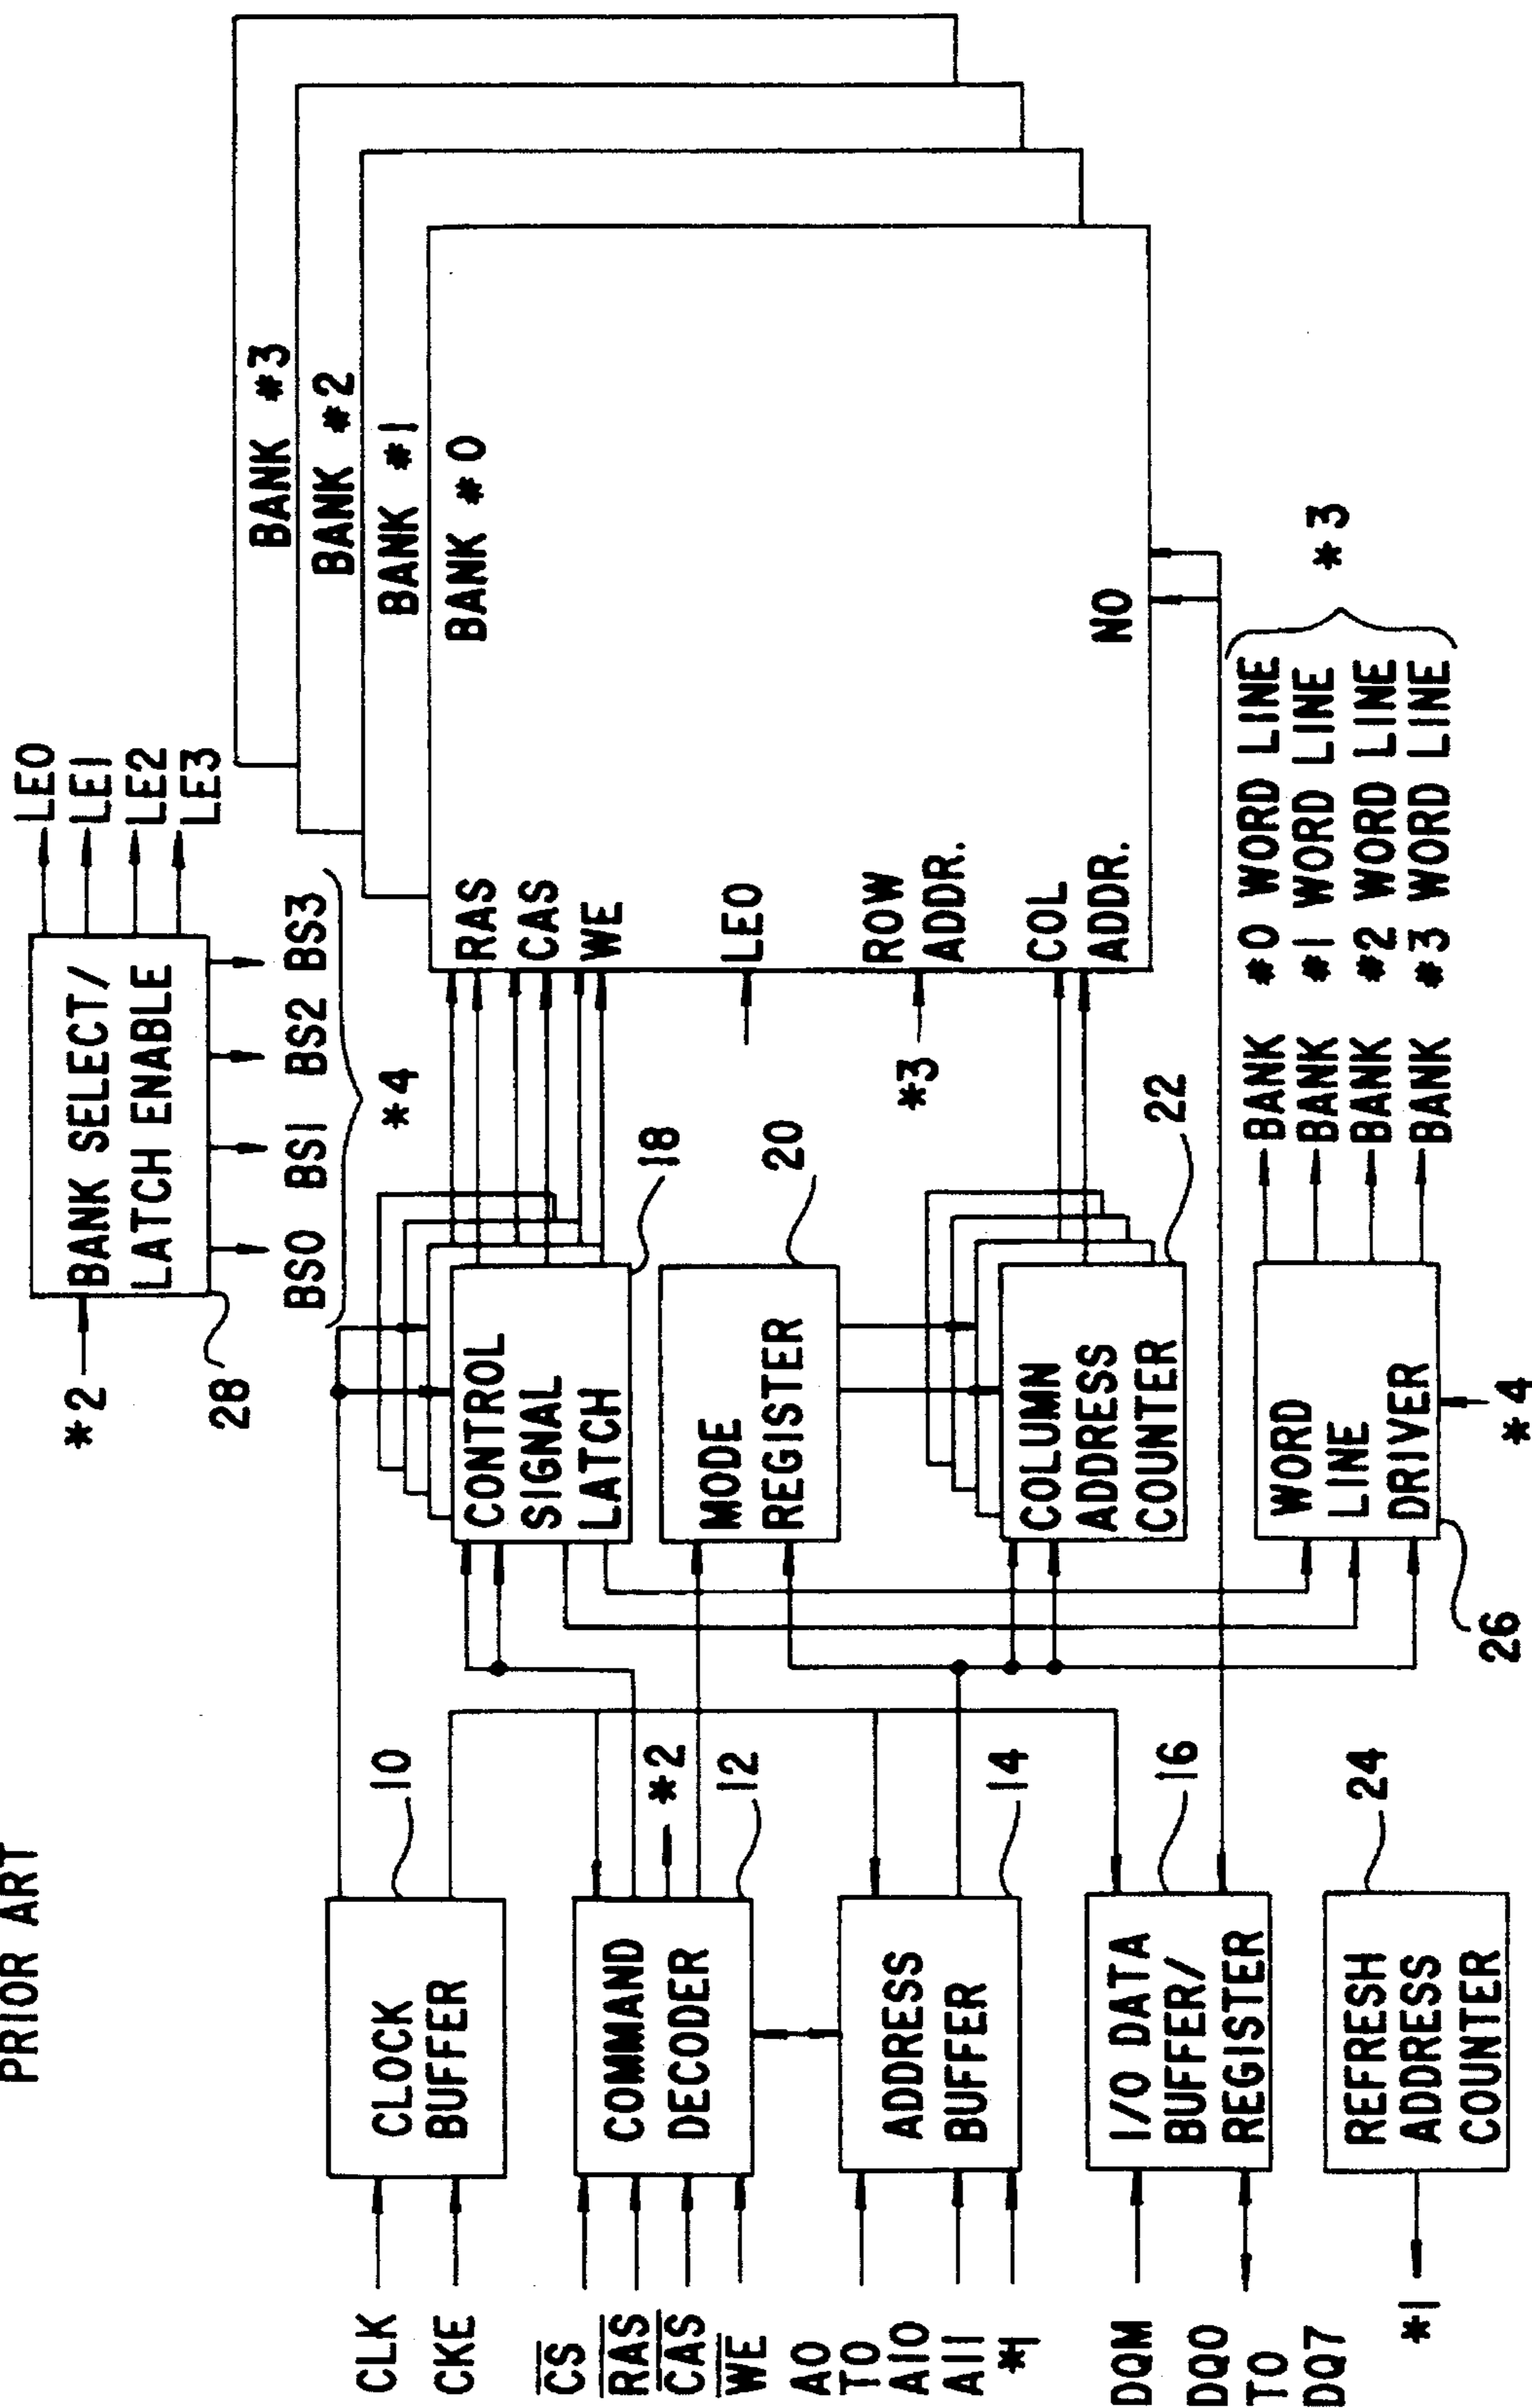 PRIOR ART
CLK
CKE
CS
RAS
CAS
WE
A0
TO
A10
A11
*1
DQM
DQ0
TO
DQ7
*1
CLOCK
BUFFER
10
COMMAND
DECODER
*2
12
ADDRESS
BUFFER
14
I/O DATA
BUFFER/
REGISTER
16
REFRESH
ADDRESS
COUNTER
24
*2
BANK SELECT/
LATCH ENABLE
28
LE0
LE1
LE2
LE3
BS0 BS1 BS2 BS3
*4
CONTROL
SIGNAL
LATCH
18
MODE
REGISTER
20
COLUMN
ADDRESS
COUNTER
22
WORD
LINE
DRIVER
26
*4
BANK #3
BANK #2
BANK #1
BANK #0
RAS
CAS
WE
LE0
ROW
ADDR.
*3
COL
ADDR.
NO
BANK #0 WORD LINE
BANK #1 WORD LINE
BANK #2 WORD LINE
BANK #3 WORD LINE
*3